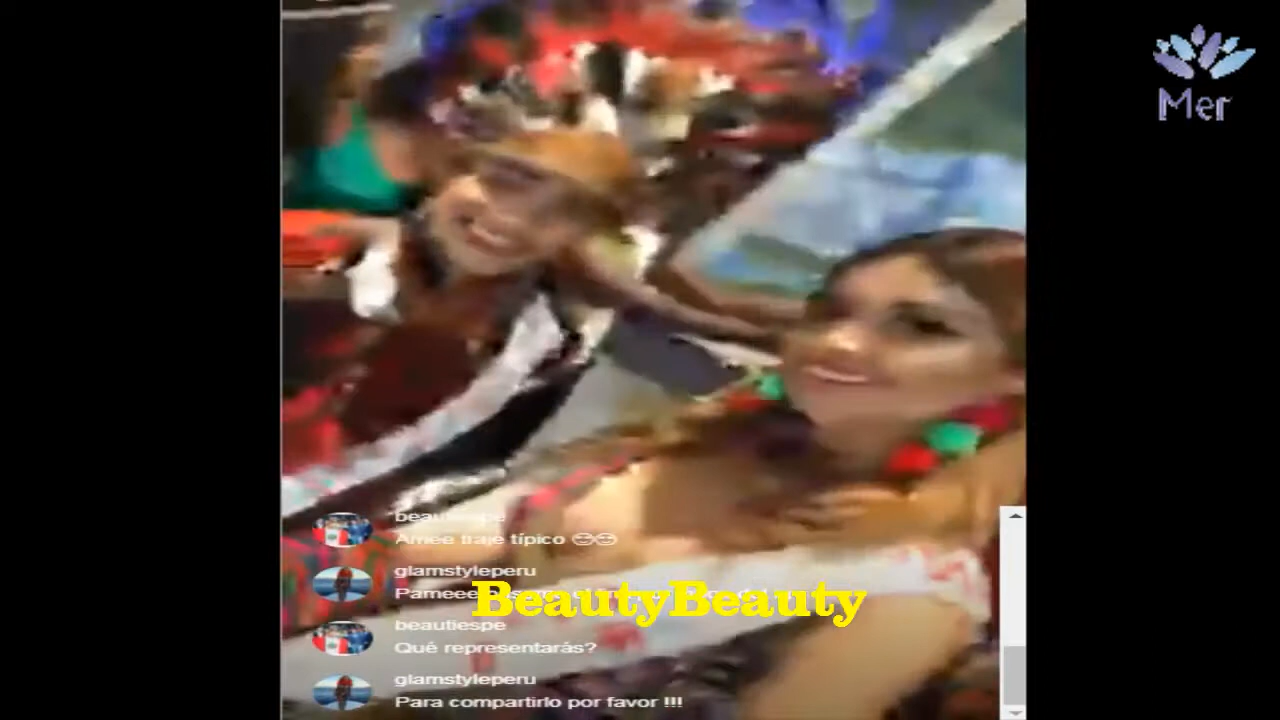 Mer
beautiespe
Amee traje típico 😊😊
glamstyleperu
BeautyBeauty
beautiespe
Qué representarás?
glamstyleperu
Para compartirlo por favor !!!